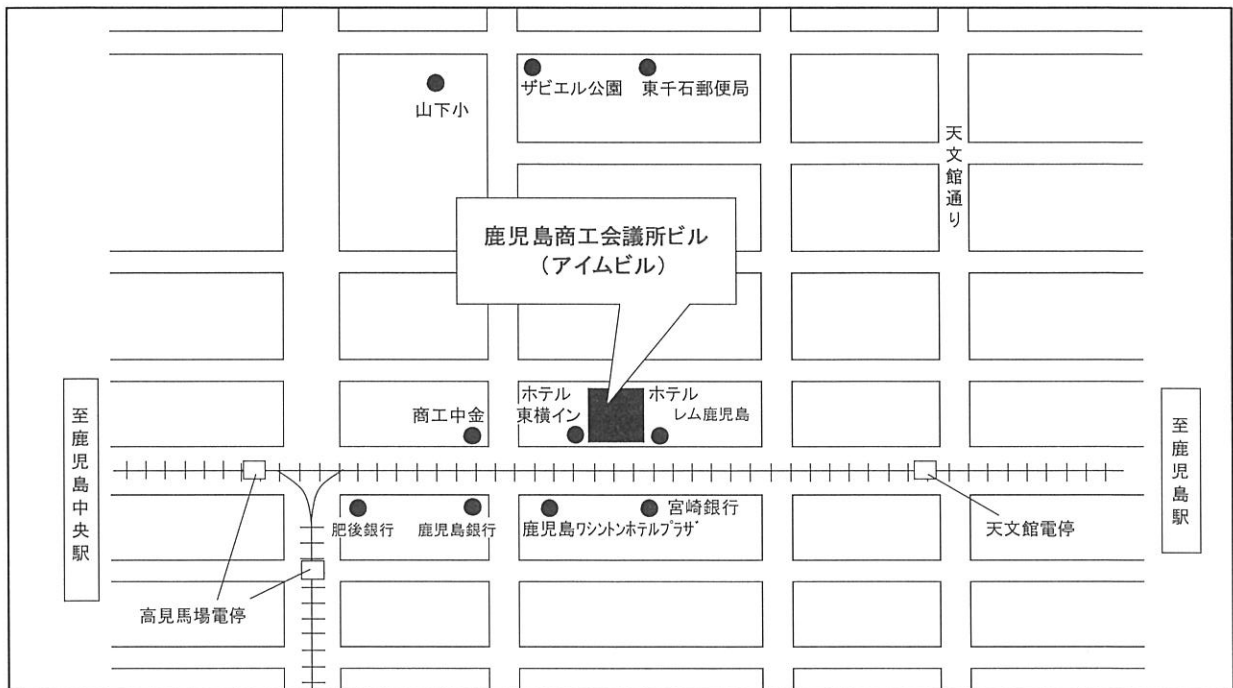 ザビエル公園
東千石郵便局
山下小
天文館通り
鹿児島商工会議所ビル
（アイムビル）
至鹿児島中央駅
商工中金
ホテル
東横イン
ホテル
レム鹿児島
至鹿児島駅
肥後銀行
鹿児島銀行
鹿児島ワシントンホテルプラザ
宮崎銀行
天文館電停
高見馬場電停